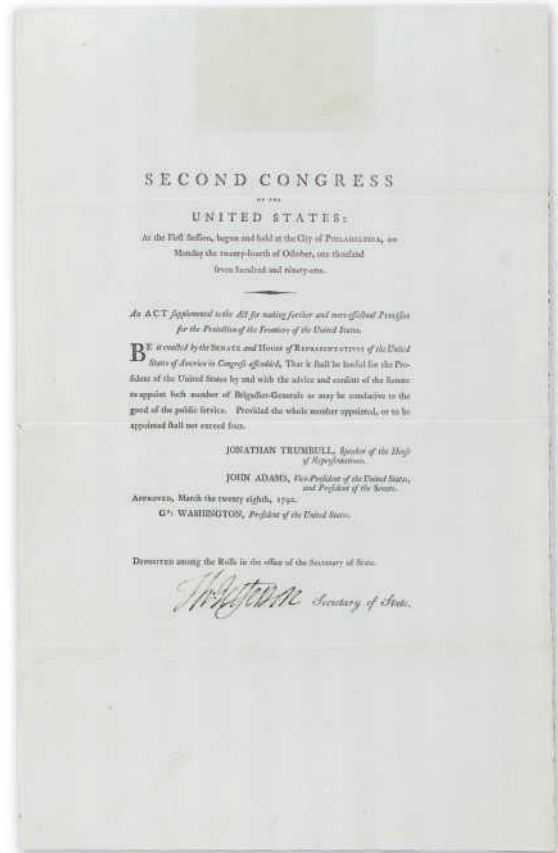 SECOND CONGRESS
OF THE
UNITED STATES:
At the First Session, begun and held at the City of PHILADELPHIA, on
Monday the twenty-fourth of October, one thousand
ſeven hundred and ninety-one.
An ACT ſupplemental to the Act for making further and more effectual Proviſion
for the Protection of the Frontiers of the United States.
BE it enacted by the SENATE and HOUSE of REPRESENTATIVES of the United
States of America in Congreſs aſſembled, That it ſhall be lawful for the Pre-
ſident of the United States by and with the advice and conſent of the Senate
to appoint ſuch number of Brigadier-Generals as may be conducive to the
good of the public ſervice. Provided the whole number appointed, or to be
appointed ſhall not exceed four.
JONATHAN TRUMBULL, Speaker of the Houſe
of Repreſentatives.
JOHN ADAMS, Vice-Preſident of the United States,
and Preſident of the Senate.
APPROVED, March the twenty eighth, 1792.
Go: WASHINGTON, Preſident of the United States.
DEPOSITED among the Rolls in the office of the Secretary of State.
Th: Jefferson Secretary of State.